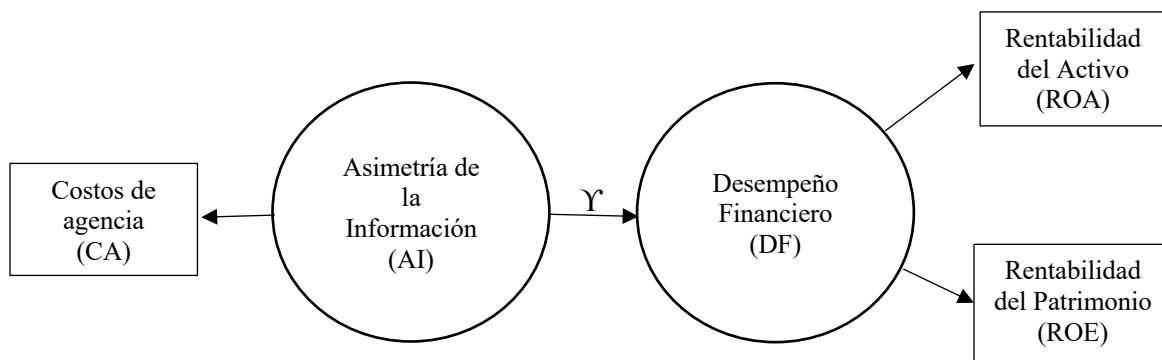 Costos de
agencia
(CA)
Asimetría de
la
Información
(AI)
ϒ
Desempeño
Financiero
(DF)
Rentabilidad
del Activo
(ROA)
Rentabilidad
del Patrimonio
(ROE)